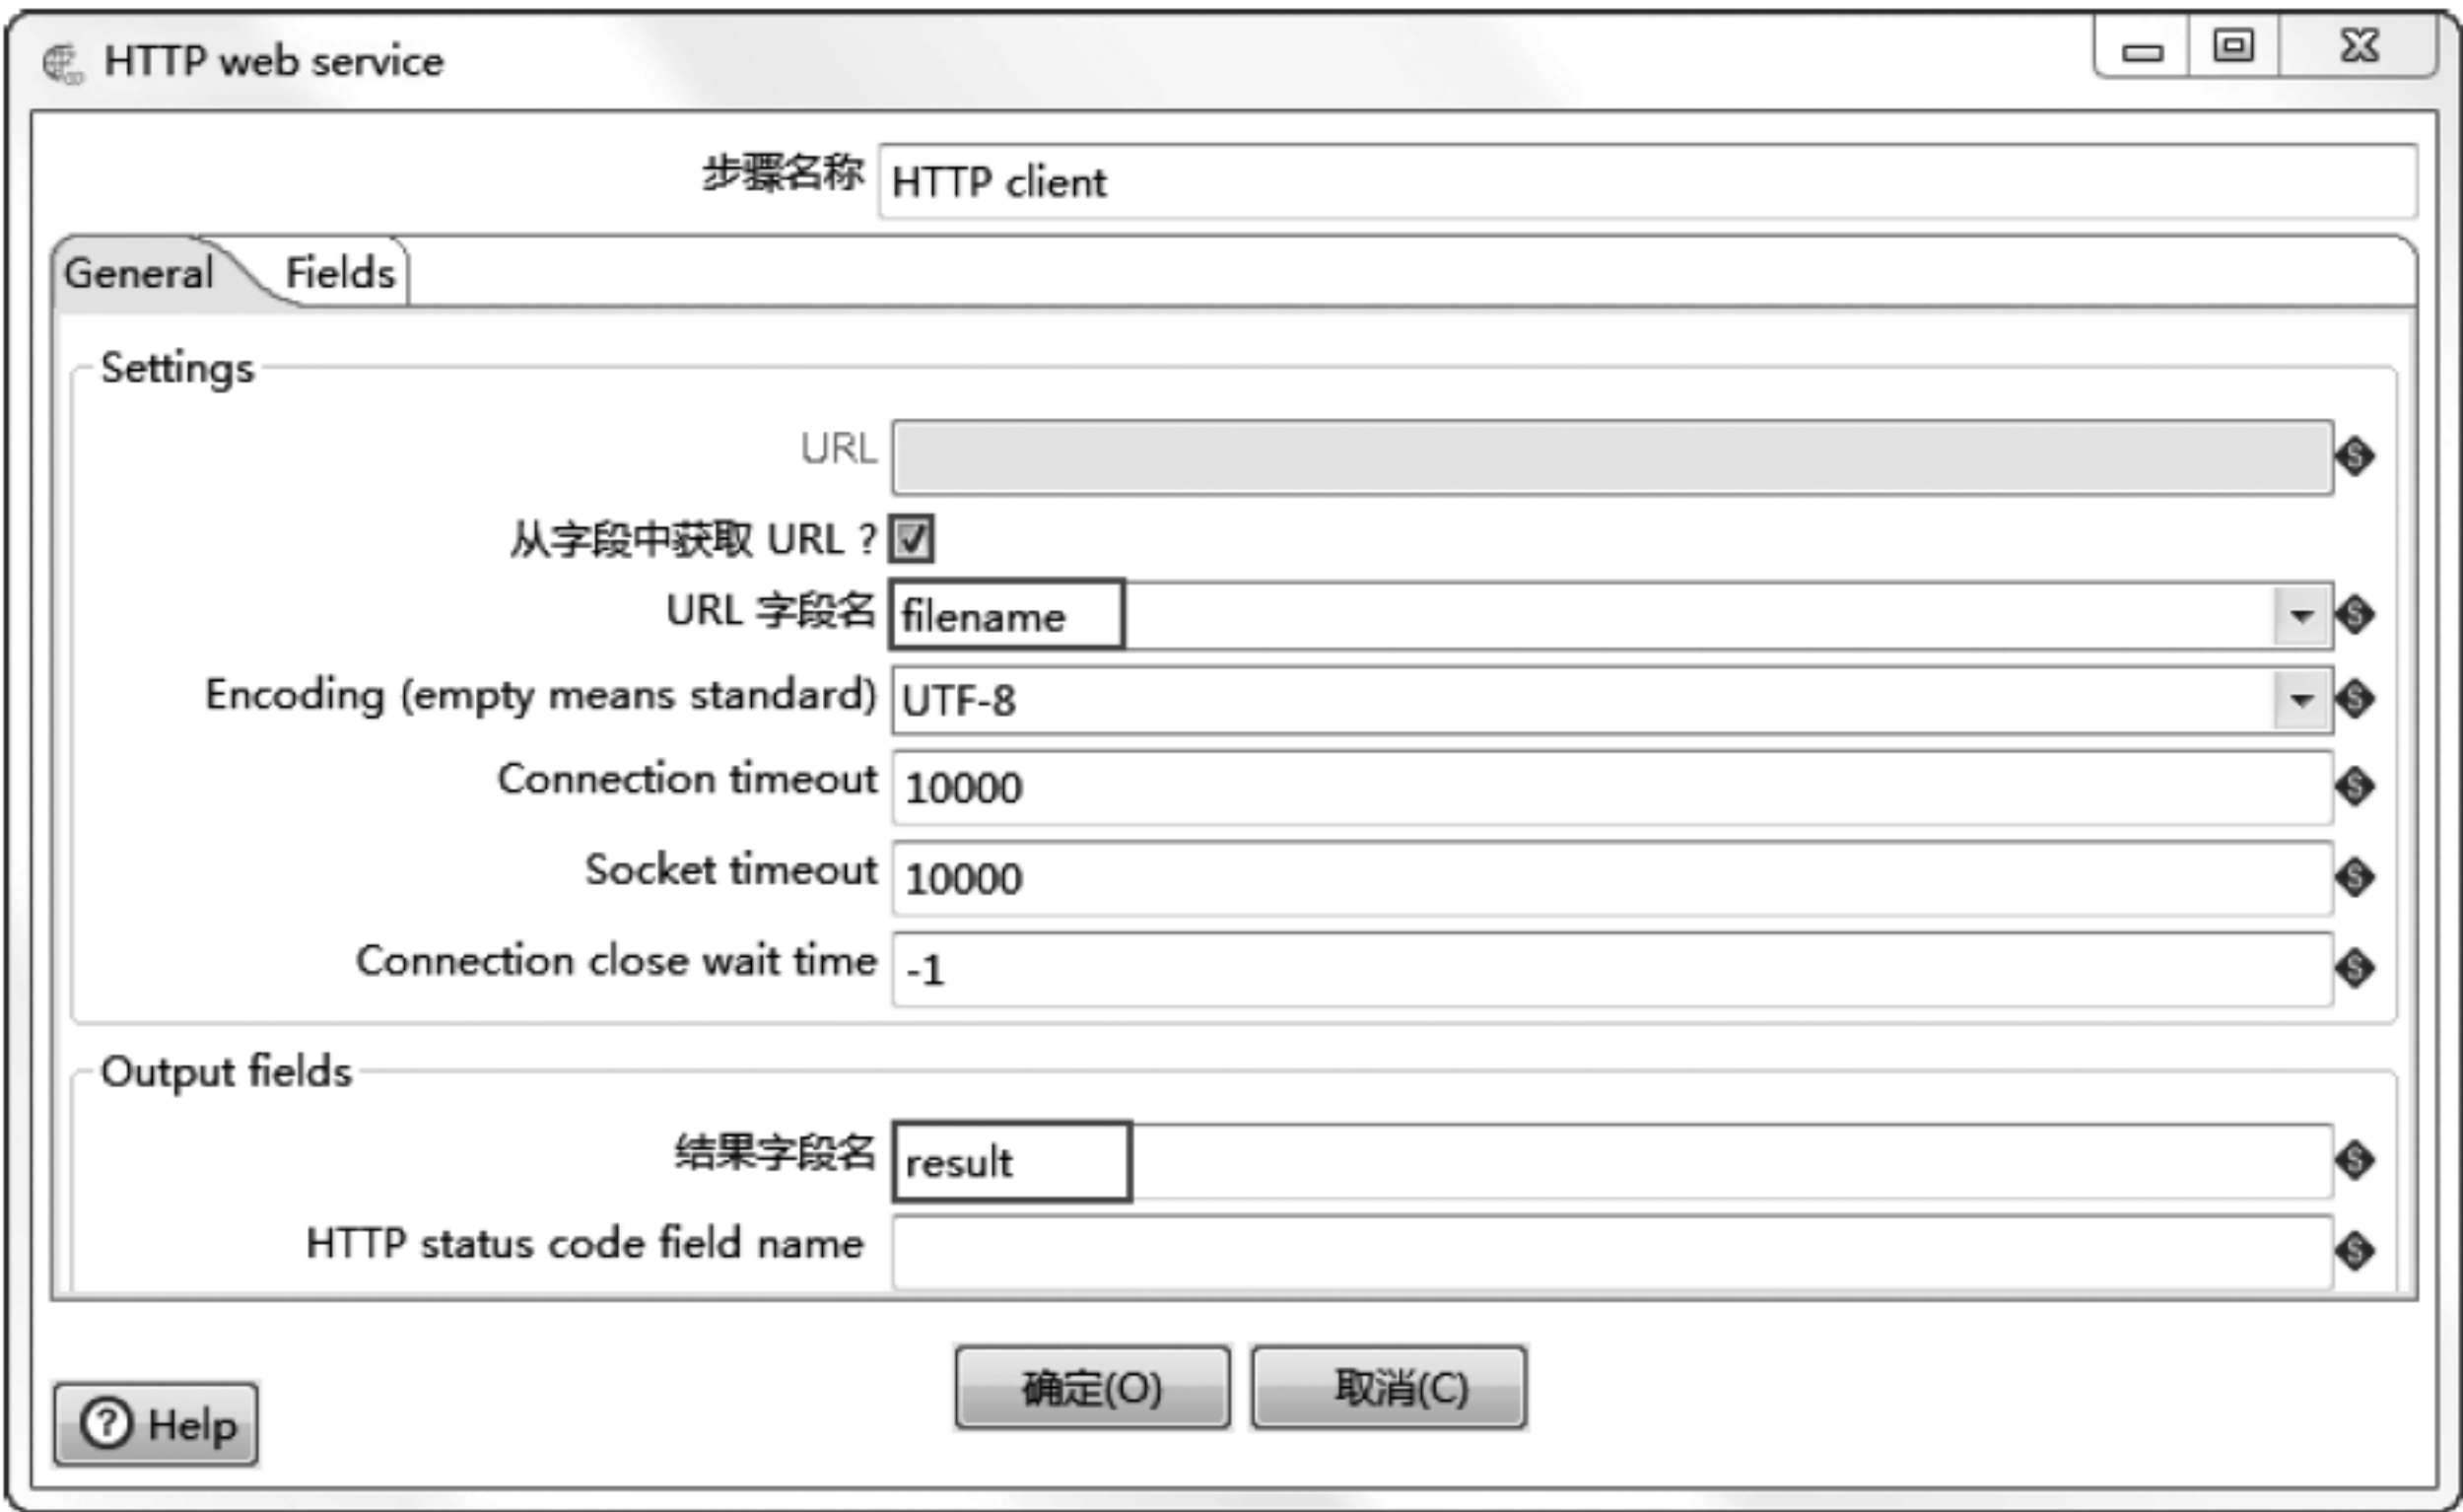 HTTP web service
步骤名称 HTTP client
General Fields
Settings
URL
从字段中获取 URL ?
URL 字段名 filename
Encoding (empty means standard) UTF-8
Connection timeout 10000
Socket timeout 10000
Connection close wait time -1
Output fields
结果字段名 result
HTTP status code field name
确定(O) 取消(C)
Help